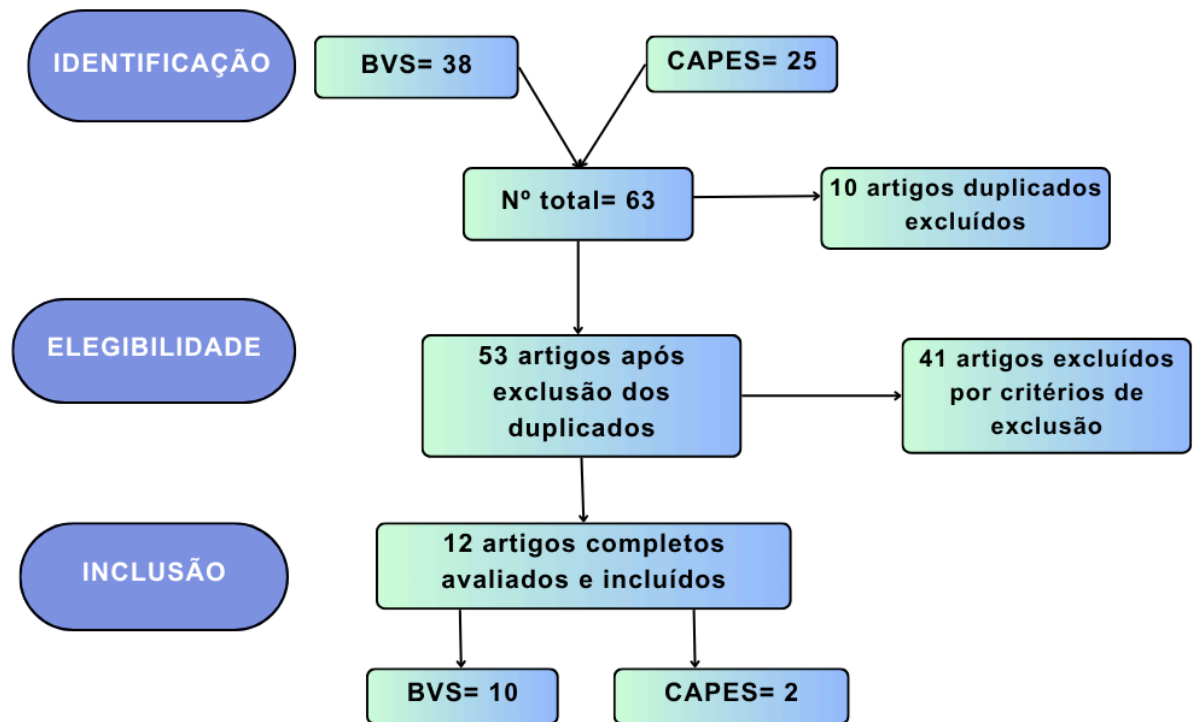 IDENTIFICAÇÃO
BVS= 38
CAPES= 25
Nº total= 63
10 artigos duplicados
excluídos
ELEGIBILIDADE
53 artigos após
exclusão dos
duplicados
41 artigos excluídos
por critérios de
exclusão
INCLUSÃO
12 artigos completos
avaliados e incluídos
BVS= 10
CAPES= 2